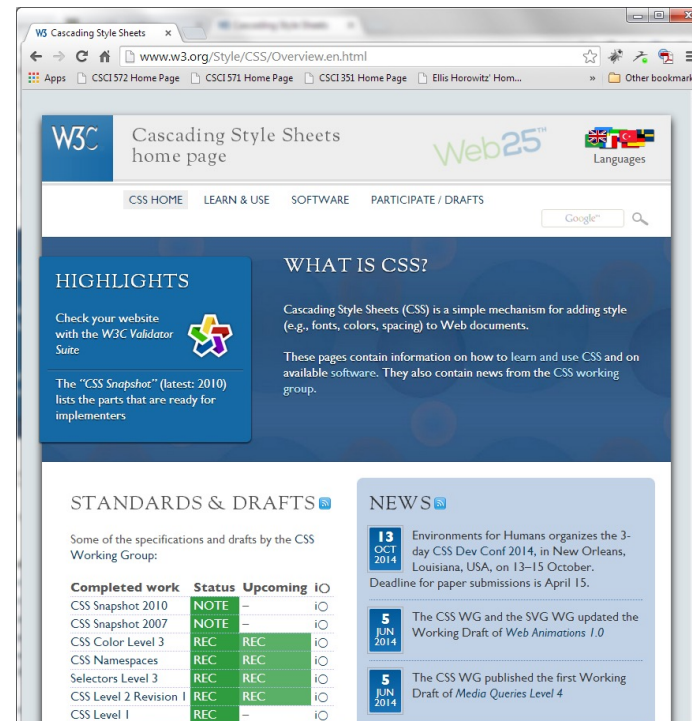 W3 Cascading Style Sheets
www.w3.org/Style/CSS/Overview.en.html
Apps CSCI 572 Home Page CSCI 571 Home Page CSCI 351 Home Page Ellis Horowitz' Hom... » Other bookmark
W3C
Cascading Style Sheets
home page
Web25™
Languages
CSS HOME LEARN & USE SOFTWARE PARTICIPATE / DRAFTS
Google™
HIGHLIGHTS
Check your website
with the W3C Validator
Suite
The "CSS Snapshot" (latest: 2010)
lists the parts that are ready for
implementers
WHAT IS CSS?
Cascading Style Sheets (CSS) is a simple mechanism for adding style
(e.g., fonts, colors, spacing) to Web documents.
These pages contain information on how to learn and use CSS and on
available software. They also contain news from the CSS working
group.
STANDARDS & DRAFTS
Some of the specifications and drafts by the CSS
Working Group:
Completed work Status Upcoming i○
CSS Snapshot 2010 NOTE – i○
CSS Snapshot 2007 NOTE – i○
CSS Color Level 3 REC REC i○
CSS Namespaces REC REC i○
Selectors Level 3 REC REC i○
CSS Level 2 Revision 1 REC REC i○
CSS Level 1 REC – i○
NEWS
13 OCT 2014
Environments for Humans organizes the 3-
day CSS Dev Conf 2014, in New Orleans,
Louisiana, USA, on 13–15 October.
Deadline for paper submissions is April 15.
5 JUN 2014
The CSS WG and the SVG WG updated the
Working Draft of Web Animations 1.0
5 JUN 2014
The CSS WG published the first Working
Draft of Media Queries Level 4